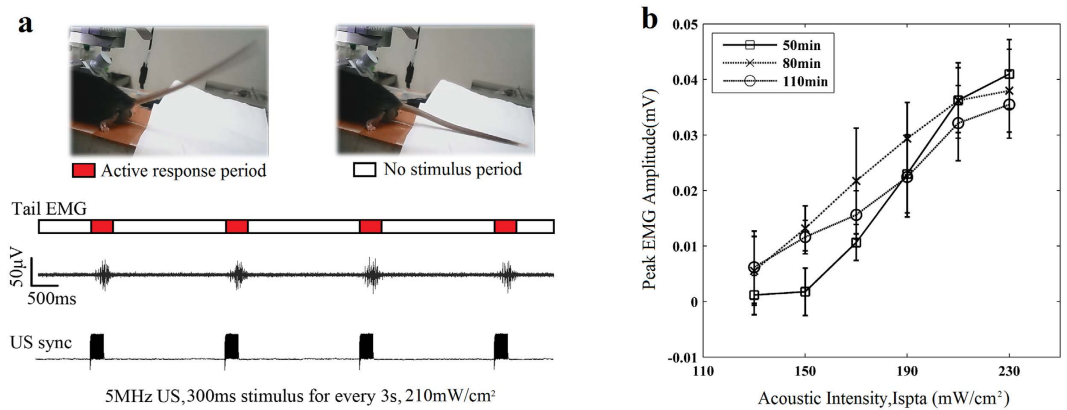 a
Active response period
No stimulus period
Tail EMG
50μV
500ms
US sync
5MHz US,300ms stimulus for every 3s,210mW/cm²
b
Peak EMG Amplitude(mV)
0.05
0.04
0.03
0.02
0.010
0
-0.01
50min
80min
110min
110
150
190
230
Acoustic Intensity,Ispta (mW/cm²)